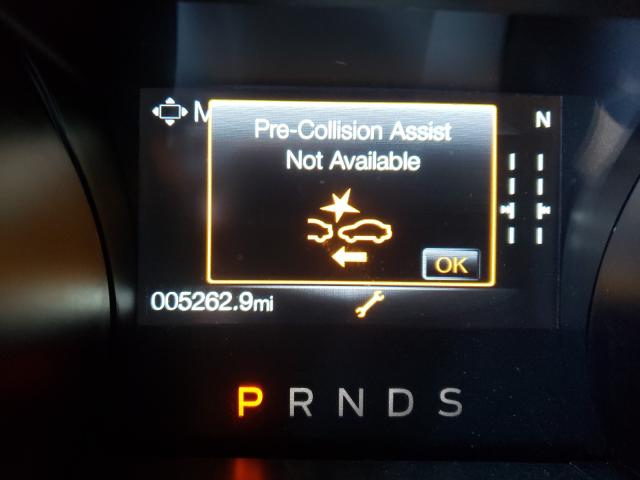 M
Pre-Collision Assist
Not Available
N
OK
005262.9mi
P R N D S